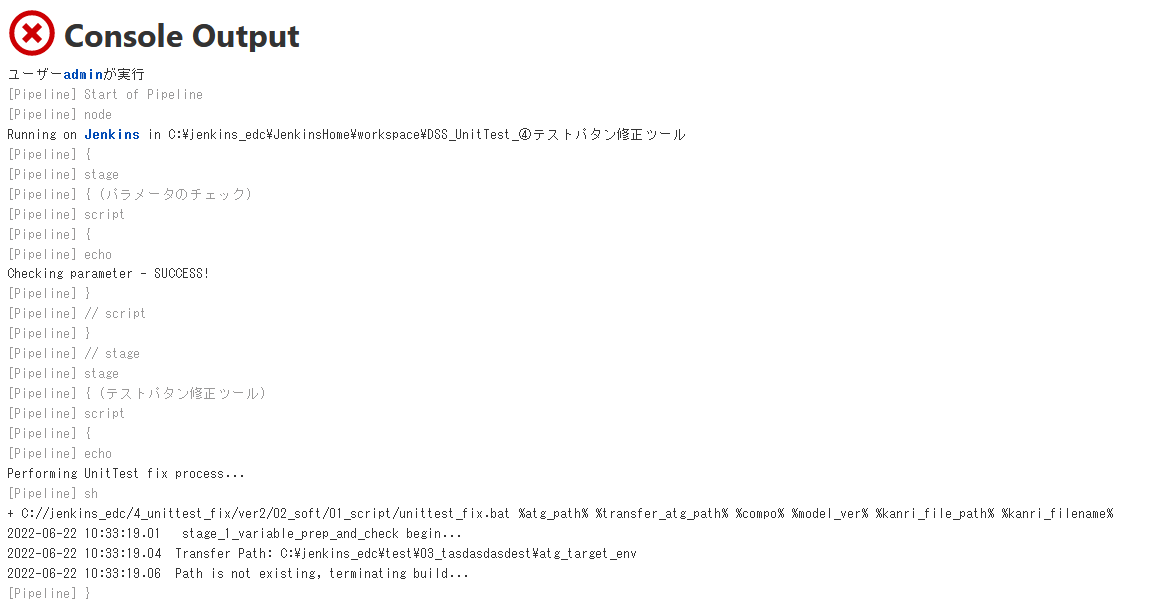 Console Output
ユーザーadminが実行
[Pipeline] Start of Pipeline
[Pipeline] node
Running on Jenkins in C:¥jenkins_edc¥JenkinsHome¥workspace¥DSS_UnitTest_④テストパタン修正ツール
[Pipeline] {
[Pipeline] stage
[Pipeline] { (パラメータのチェック)
[Pipeline] script
[Pipeline] {
[Pipeline] echo
Checking parameter - SUCCESS!
[Pipeline] }
[Pipeline] // script
[Pipeline] }
[Pipeline] // stage
[Pipeline] stage
[Pipeline] { (テストパタン修正ツール)
[Pipeline] script
[Pipeline] {
[Pipeline] echo
Performing UnitTest fix process...
[Pipeline] sh
+ C://jenkins_edc/4_unittest_fix/ver2/02_soft/01_script/unittest_fix.bat %atg_path% %transfer_atg_path% %compo% %model_ver% %kanri_file_path% %kanri_filename%
2022-06-22 10:33:19.01   stage_1_variable_prep_and_check begin...
2022-06-22 10:33:19.04  Transfer Path: C:¥jenkins_edc¥test¥03_tasdasdasdest¥atg_target_env
2022-06-22 10:33:19.06  Path is not existing, terminating build...
[Pipeline] }